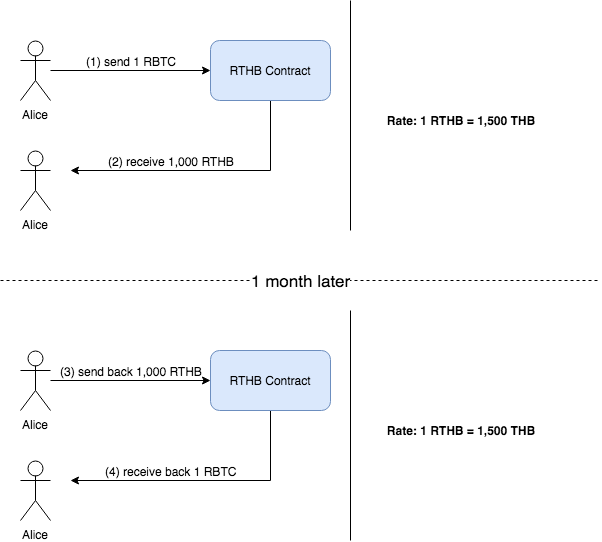 (1) send 1 RBTC
RTHB Contract
Alice
Rate: 1 RTHB = 1,500 THB
(2) receive 1,000 RTHB
Alice
1 month later
(3) send back 1,000 RTHB
RTHB Contract
Alice
Rate: 1 RTHB = 1,500 THB
(4) receive back 1 RBTC
Alice